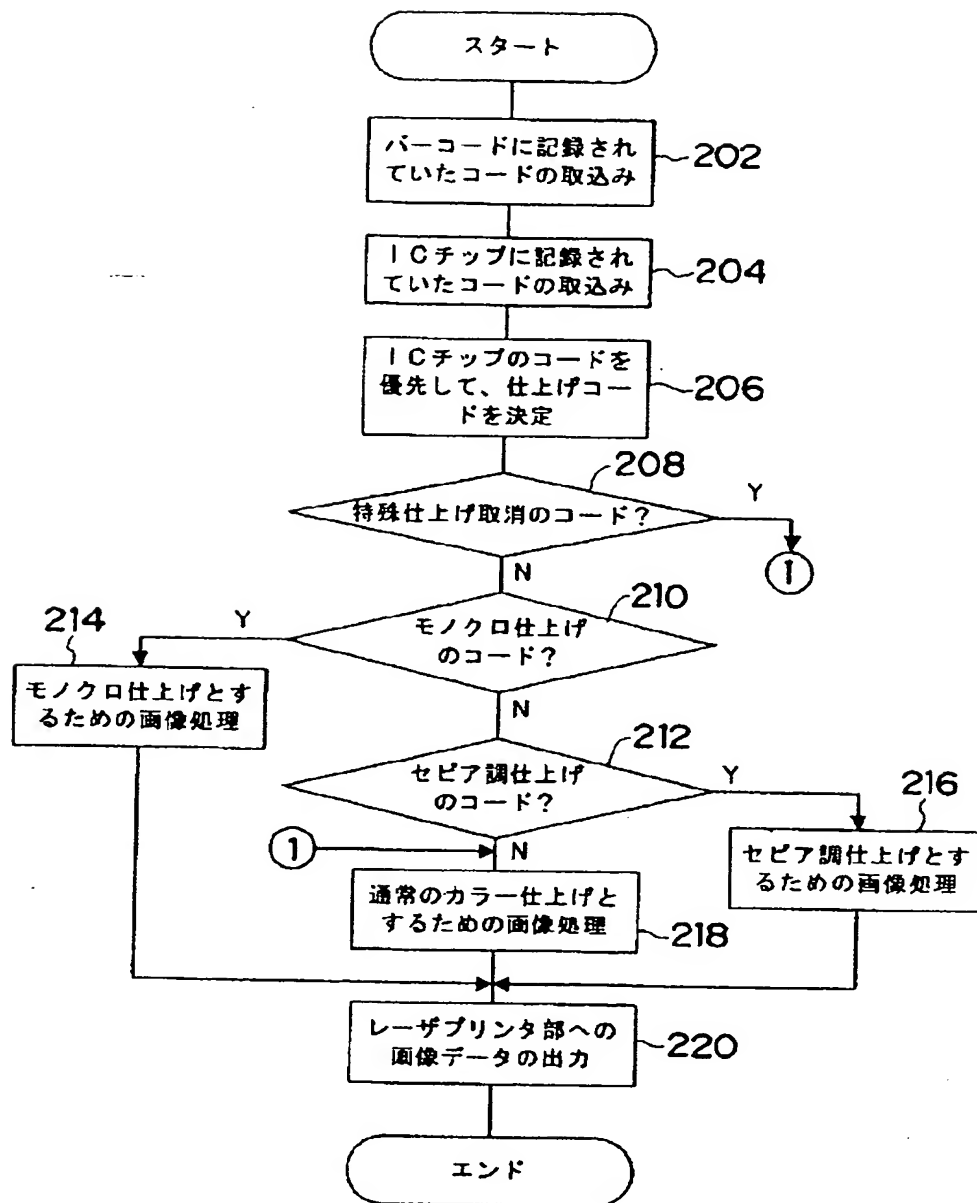 スタート
バーコードに記録され
ていたコードの取込み
202
ICチップに記録され
ていたコードの取込み
204
ICチップのコードを
優先して、仕上げコー
ドを決定
206
208
特殊仕上げ取消のコード?
Y
①
N
210
モノクロ仕上げ
のコード?
Y
214
モノクロ仕上げとす
るための画像処理
N
212
セピア調仕上げ
のコード?
Y
216
セピア調仕上げとす
るための画像処理
①
N
通常のカラー仕上げと
するための画像処理
218
レーザプリンタ部への
画像データの出力
220
エンド